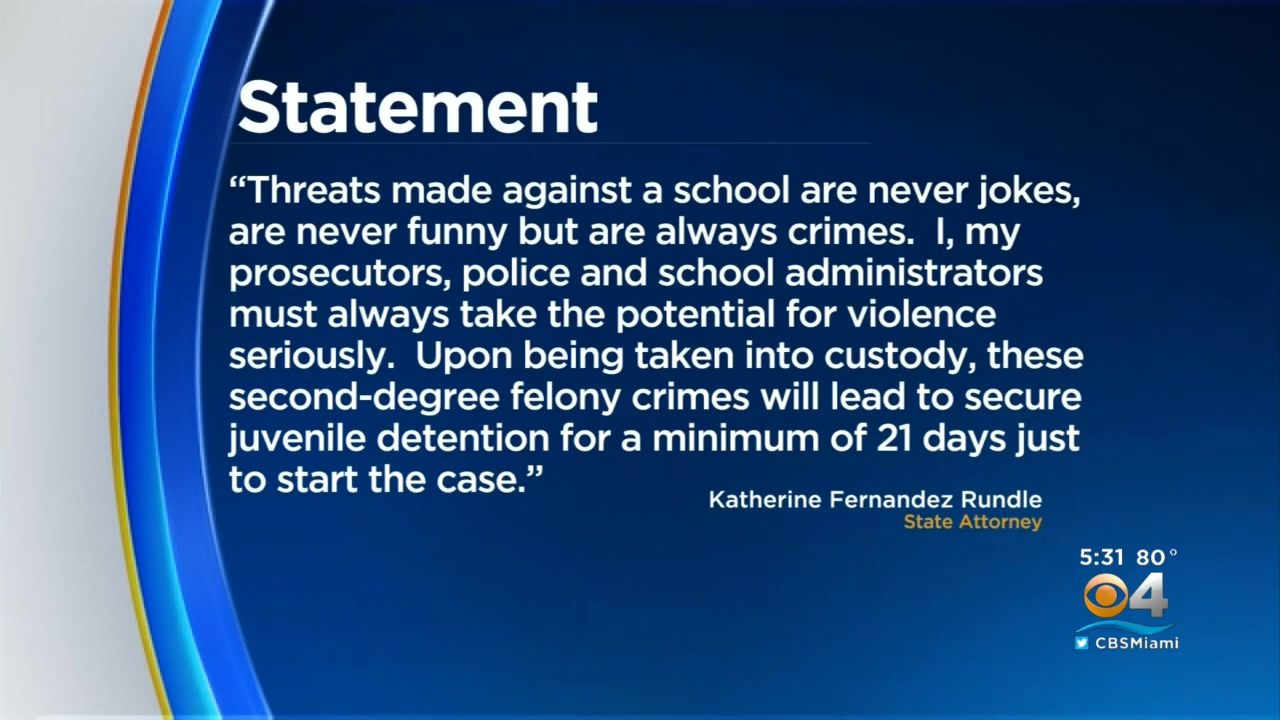 Statement
“Threats made against a school are never jokes,
are never funny but are always crimes.  I, my
prosecutors, police and school administrators
must always take the potential for violence
seriously.  Upon being taken into custody, these
second-degree felony crimes will lead to secure
juvenile detention for a minimum of 21 days just
to start the case.”
Katherine Fernandez Rundle
State Attorney
5:31 80°
4
CBSMiami